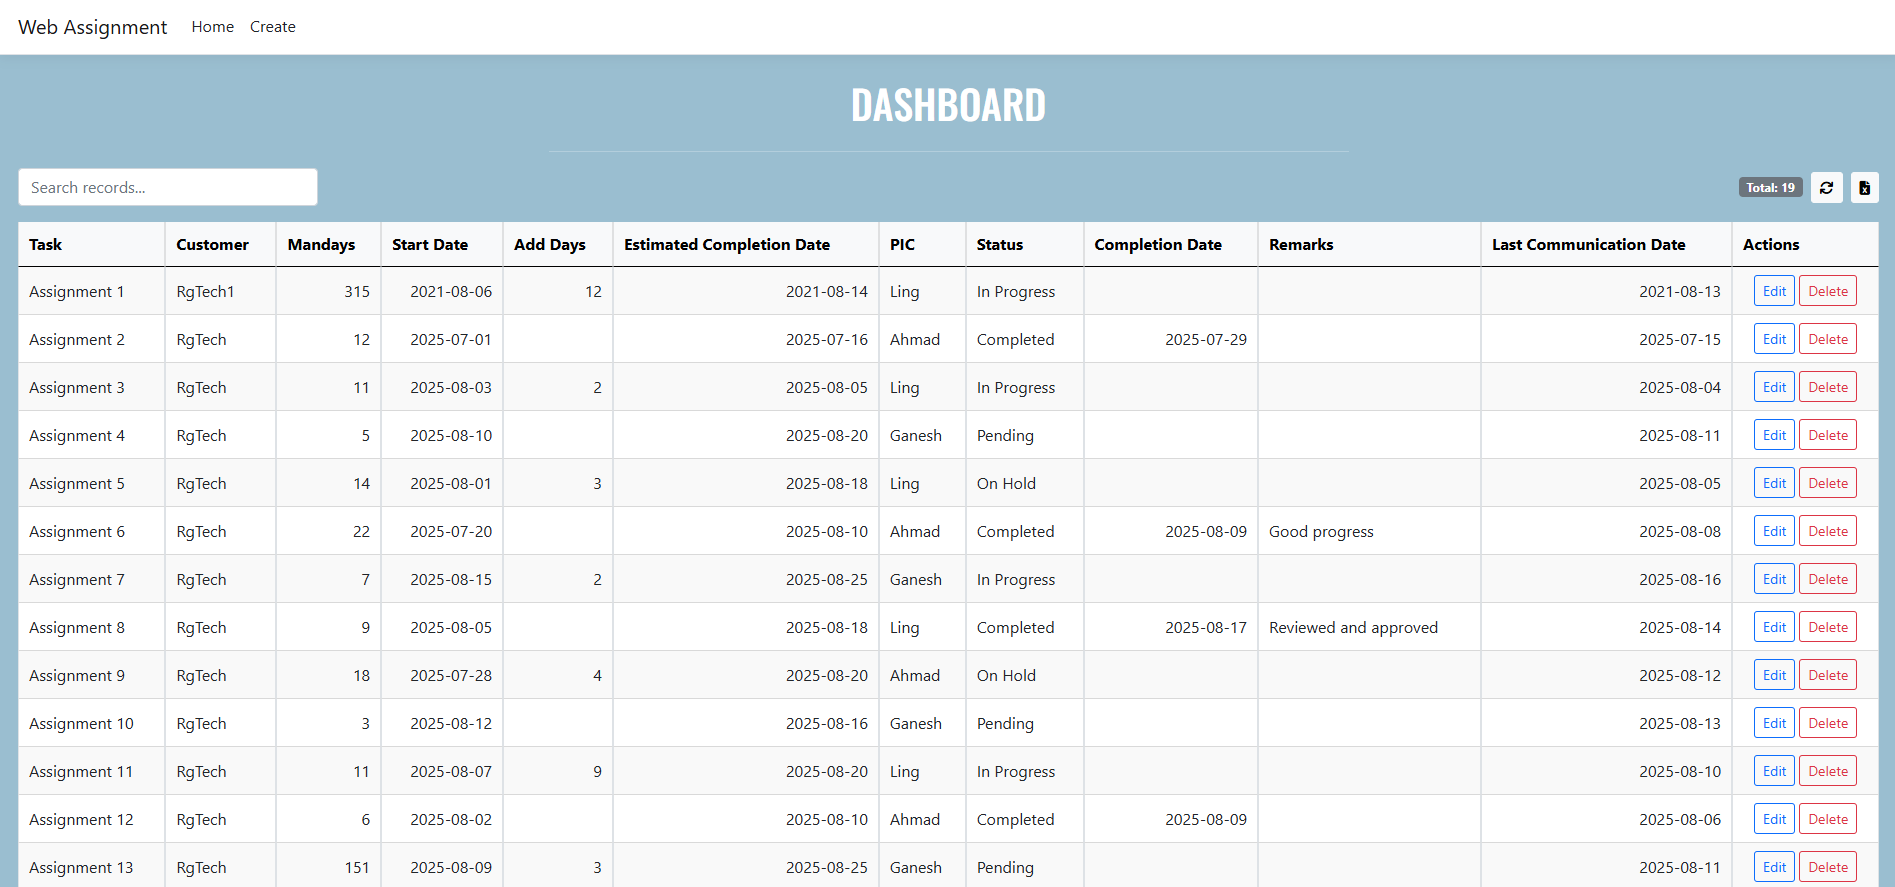 Web Assignment Home Create
DASHBOARD
Search records... Total: 19
Task Customer Mandays Start Date Add Days Estimated Completion Date PIC Status Completion Date Remarks Last Communication Date Actions
Assignment 1 RgTech1 315 2021-08-06 12 2021-08-14 Ling In Progress 2021-08-13 Edit Delete
Assignment 2 RgTech 12 2025-07-01 2025-07-16 Ahmad Completed 2025-07-29 2025-07-15 Edit Delete
Assignment 3 RgTech 11 2025-08-03 2 2025-08-05 Ling In Progress 2025-08-04 Edit Delete
Assignment 4 RgTech 5 2025-08-10 2025-08-20 Ganesh Pending 2025-08-11 Edit Delete
Assignment 5 RgTech 14 2025-08-01 3 2025-08-18 Ling On Hold 2025-08-05 Edit Delete
Assignment 6 RgTech 22 2025-07-20 2025-08-10 Ahmad Completed 2025-08-09 Good progress 2025-08-08 Edit Delete
Assignment 7 RgTech 7 2025-08-15 2 2025-08-25 Ganesh In Progress 2025-08-16 Edit Delete
Assignment 8 RgTech 9 2025-08-05 2025-08-18 Ling Completed 2025-08-17 Reviewed and approved 2025-08-14 Edit Delete
Assignment 9 RgTech 18 2025-07-28 4 2025-08-20 Ahmad On Hold 2025-08-12 Edit Delete
Assignment 10 RgTech 3 2025-08-12 2025-08-16 Ganesh Pending 2025-08-13 Edit Delete
Assignment 11 RgTech 11 2025-08-07 9 2025-08-20 Ling In Progress 2025-08-10 Edit Delete
Assignment 12 RgTech 6 2025-08-02 2025-08-10 Ahmad Completed 2025-08-09 2025-08-06 Edit Delete
Assignment 13 RgTech 151 2025-08-09 3 2025-08-25 Ganesh Pending 2025-08-11 Edit Delete